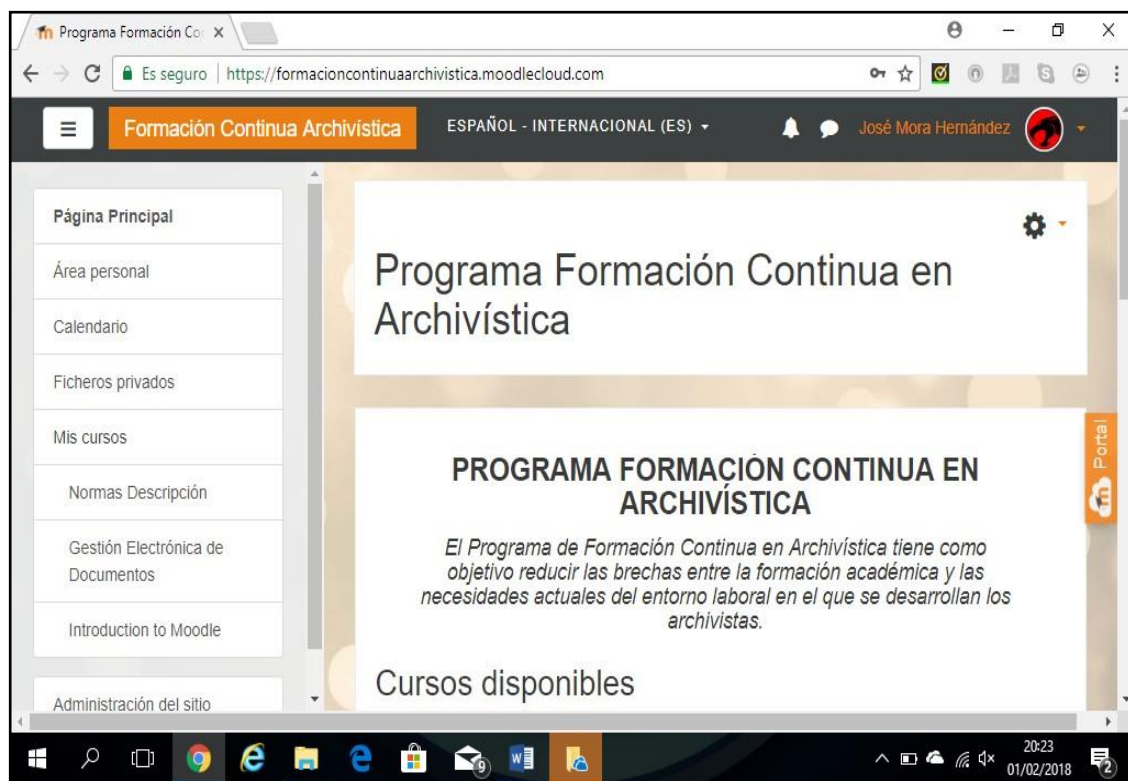 Programa Formación Co
Es seguro | https://formacioncontinuaarchivistica.moodlecloud.com
Formación Continua Archivística
ESPAÑOL - INTERNACIONAL (ES)
José Mora Hernández
Página Principal
Área personal
Calendario
Ficheros privados
Mis cursos
Normas Descripción
Gestión Electrónica de
Documentos
Introduction to Moodle
Administración del sitio
Programa Formación Continua en
Archivística
PROGRAMA FORMACIÓN CONTINUA EN
ARCHIVÍSTICA
El Programa de Formación Continua en Archivística tiene como
objetivo reducir las brechas entre la formación académica y las
necesidades actuales del entorno laboral en el que se desarrollan los
archivistas.
Cursos disponibles
Portal
9
20:23
01/02/2018
2